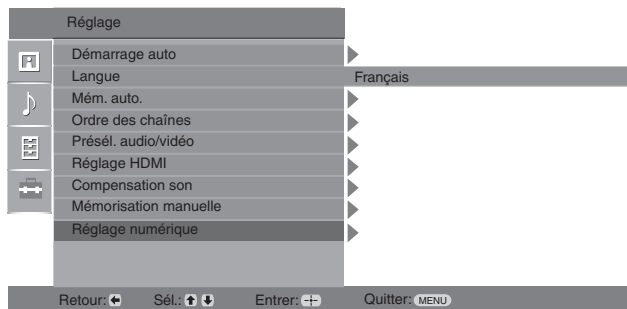 Réglage
Démarrage auto
Langue Français
Mém. auto.
Ordre des chaînes
Présél. audio/vidéo
Réglage HDMI
Compensation son
Mémorisation manuelle
Réglage numérique
Retour: Sél.: Entrer: Quitter: MENU